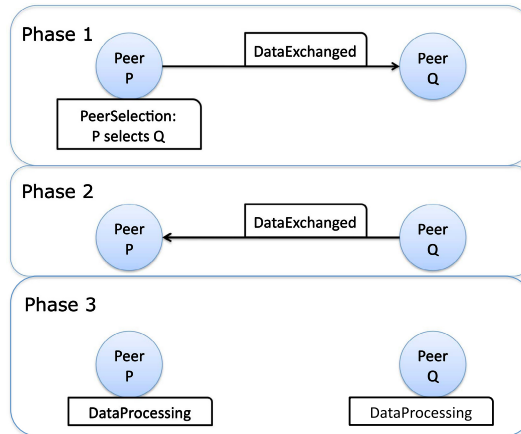 Phase 1
Peer
P
DataExchanged
Peer
Q
PeerSelection:
P selects Q
Phase 2
Peer
P
DataExchanged
Peer
Q
Phase 3
Peer
P
Peer
Q
DataProcessing
DataProcessing